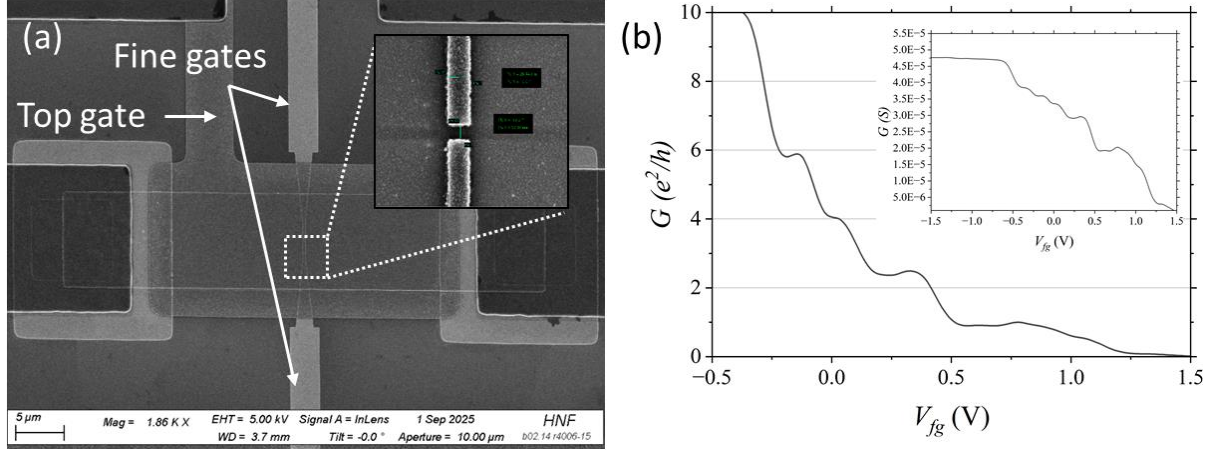 (a)
Fine gates
Top gate
5 µm
Mag = 1.86 K X
EHT = 5.00 kV
Signal A = InLens
1 Sep 2025
HNF
WD = 3.7 mm
Tilt = -0.0 °
Aperture = 10.00 µm
b02.14 r4006-15
(b)
G (e²/h)
10
8
6
4
2
0
−0.5
0.0
0.5
1.0
1.5
V_fg (V)
G (S)
5.5E−5
5.0E−5
4.5E−5
4.0E−5
3.5E−5
3.0E−5
2.5E−5
2.0E−5
1.5E−5
1.0E−5
5.0E−6
−1.5
−1.0
−0.5
0.0
0.5
1.0
1.5
V_fg (V)